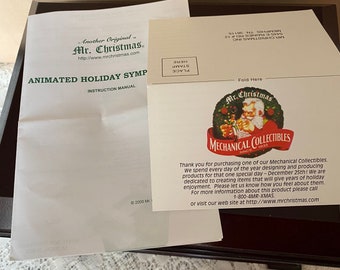 Another Original
Mr. Christmas®
http://www.mrchristmas.com
ANIMATED HOLIDAY SYMP
INSTRUCTION MANUAL
© 2000 Mr.
MR. CHRISTMAS INC.
PLACE
STAMP
HERE
Fold Here
Mr. Christmas
MECHANICAL COLLECTIBLES
Thank you for purchasing one of our Mechanical Collectibles.
We spend every day of the year designing and producing
products for that one special day - December 25th! We are
dedicated to creating items that will give years of holiday
enjoyment. Please let us know how you feel about them.
For more information about this product please call
1-800-4MR-XMAS.
or visit our web site at http://www.mrchristmas.com